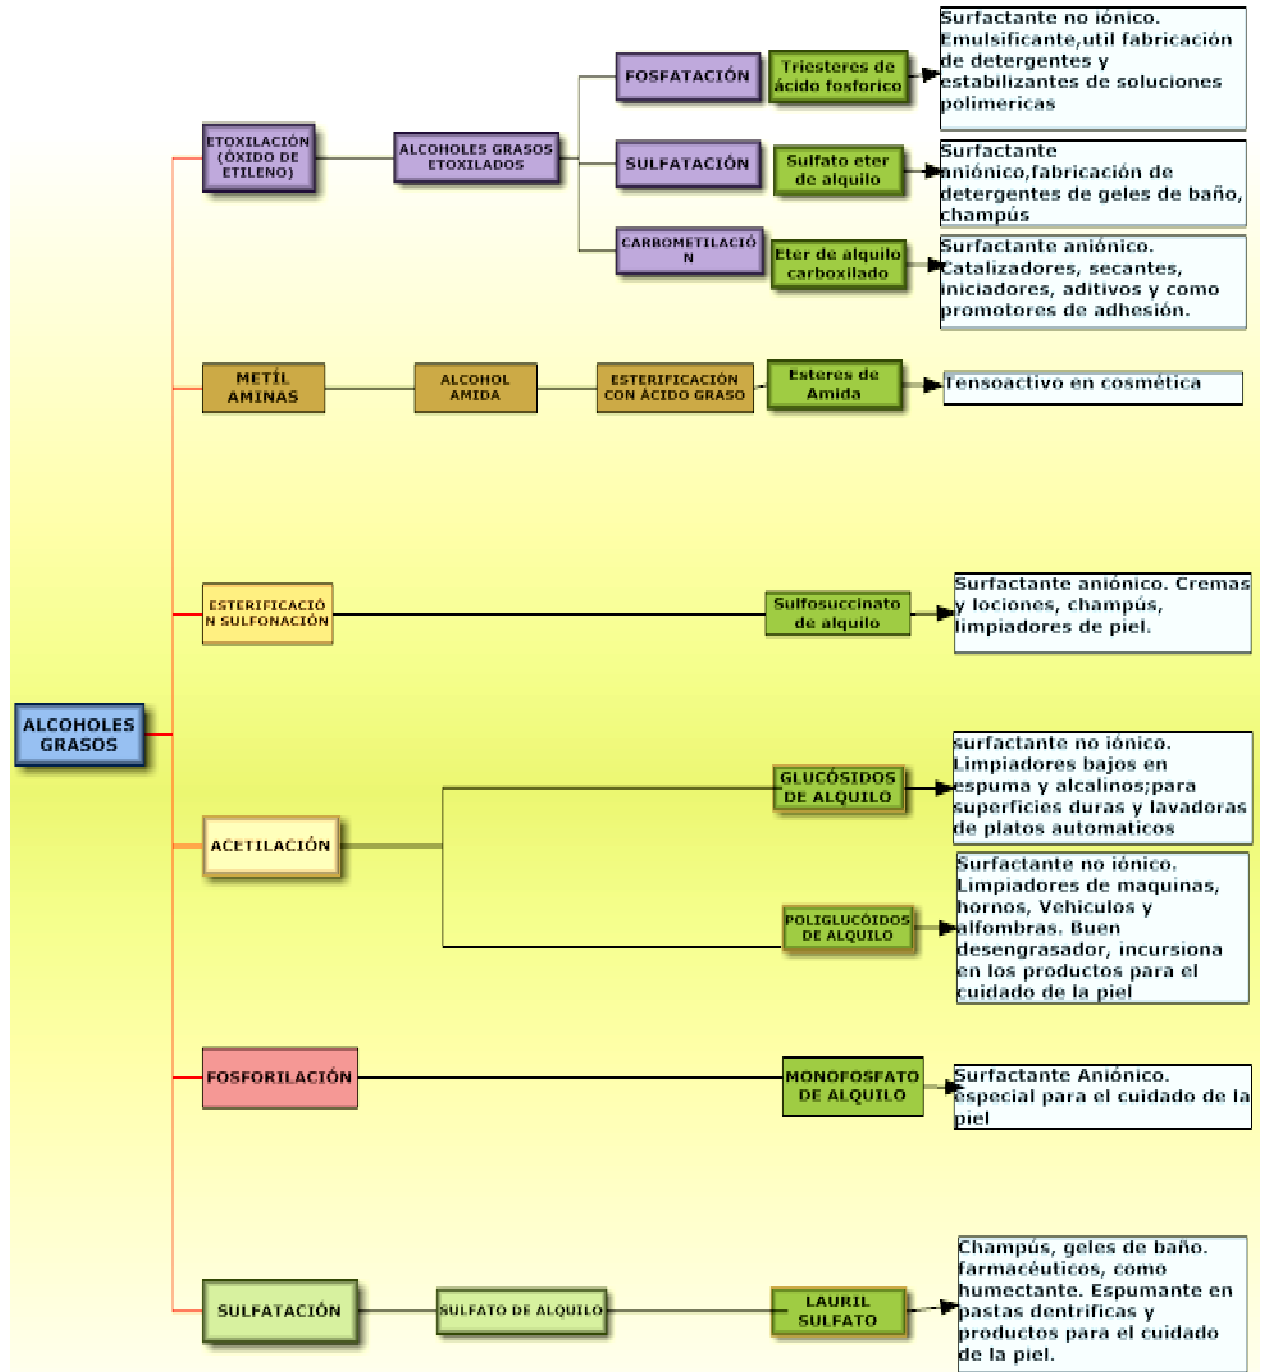 Surfactante no iónico.
Emulsificante,util fabricación
de detergentes y
estabilizantes de soluciones
polimericas
FOSFATACIÓN
Triesteres de
ácido fosforico
ETOXILACIÓN
(ÓXIDO DE
ETILENO)
ALCOHOLES GRASOS
ETOXILADOS
SULFATACIÓN
Sulfato eter
de alquilo
Surfactante
aniónico,fabricación de
detergentes de geles de baño,
champús
CARBOMETILACIÓ
N
Eter de alquilo
carboxilado
Surfactante aniónico.
Catalizadores, secantes,
iniciadores, aditivos y como
promotores de adhesión.
METÍL
AMINAS
ALCOHOL
AMIDA
ESTERIFICACIÓN
CON ÁCIDO GRASO
Esteres de
Amida
Tensoactivo en cosmética
ESTERIFICACIÓ
N SULFONACIÓN
Sulfosuccinato
de alquilo
Surfactante aniónico. Cremas
y lociones, champús,
limpiadores de piel.
ALCOHOLES
GRASOS
ACETILACIÓN
GLUCÓSIDOS
DE ALQUILO
surfactante no iónico.
Limpiadores bajos en
espuma y alcalinos;para
superficies duras y lavadoras
de platos automaticos
POLIGLUCÓIDOS
DE ALQUILO
Surfactante no iónico.
Limpiadores de maquinas,
hornos, Vehiculos y
alfombras. Buen
desengrasador, incursiona
en los productos para el
cuidado de la piel
FOSFORILACIÓN
MONOFOSFATO
DE ALQUILO
Surfactante Aniónico.
especial para el cuidado de la
piel
SULFATACIÓN
SULFATO DE ALQUILO
LAURIL
SULFATO
Champús, geles de baño.
farmacéuticos, como
humectante. Espumante en
pastas dentrificas y
productos para el cuidado
de la piel.